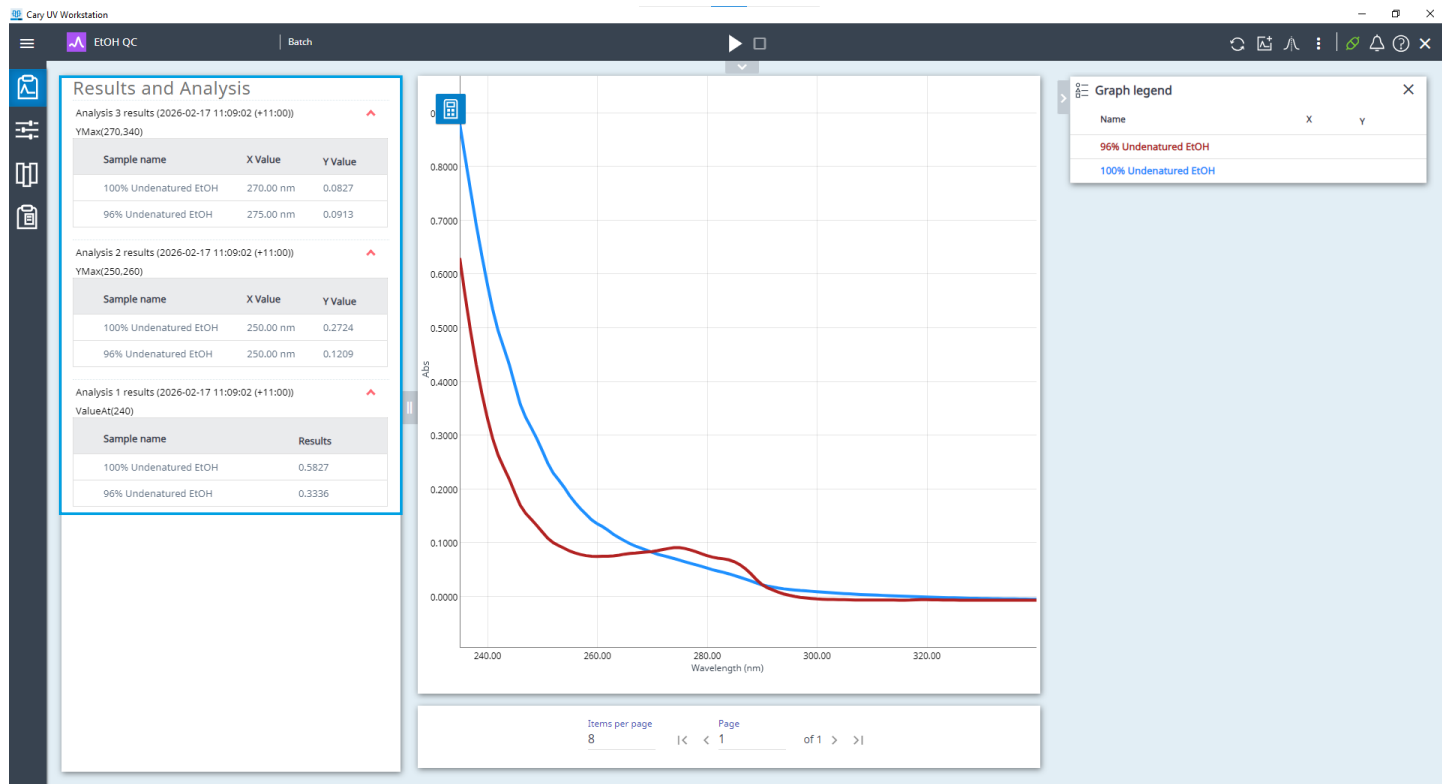 Cary UV Workstation
EtOH QC
Batch
Results and Analysis
Analysis 3 results (2026-02-17 11:09:02 (+11:00))
YMax(270,340)
Sample name X Value Y Value
100% Undenatured EtOH 270.00 nm 0.0827
96% Undenatured EtOH 275.00 nm 0.0913
Analysis 2 results (2026-02-17 11:09:02 (+11:00))
YMax(250,260)
Sample name X Value Y Value
100% Undenatured EtOH 250.00 nm 0.2724
96% Undenatured EtOH 250.00 nm 0.1209
Analysis 1 results (2026-02-17 11:09:02 (+11:00))
ValueAt(240)
Sample name Results
100% Undenatured EtOH 0.5827
96% Undenatured EtOH 0.3336
0.8000
0.7000
0.6000
0.5000
Abs
0.4000
0.3000
0.2000
0.1000
0.0000
240.00 260.00 280.00 300.00 320.00
Wavelength (nm)
Items per page Page
8 1 of 1
Graph legend
Name X Y
96% Undenatured EtOH
100% Undenatured EtOH